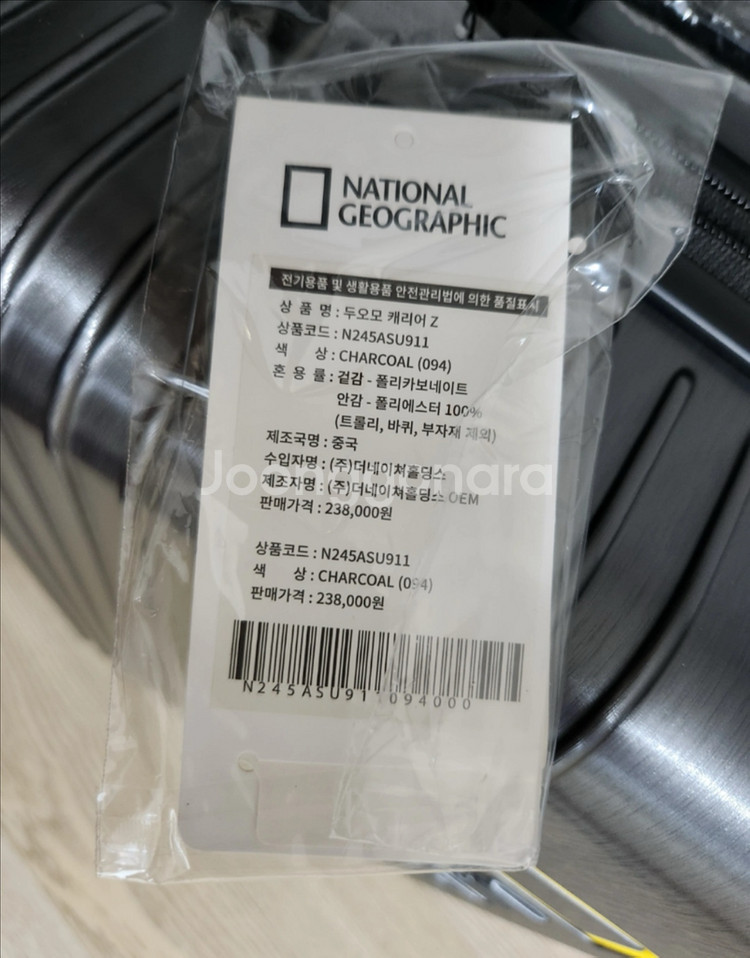 NATIONAL
GEOGRAPHIC
전기용품 및 생활용품 안전관리법에 의한 품질표시
상 품 명 : 두오모 캐리어 Z
상품코드 : N245ASU911
색 상 : CHARCOAL (094)
혼 용 률 : 겉감 - 폴리카보네이트
안감 - 폴리에스터 100%
(트롤리, 바퀴, 부자재 제외)
제조국명 : 중국
수입자명 : (주)더네이쳐홀딩스
Joonggonara
제조자명 : (주)더네이쳐홀딩스 OEM
판매가격 : 238,000원
상품코드 : N245ASU911
색 상 : CHARCOAL (094)
판매가격 : 238,000원
N245ASU911094000